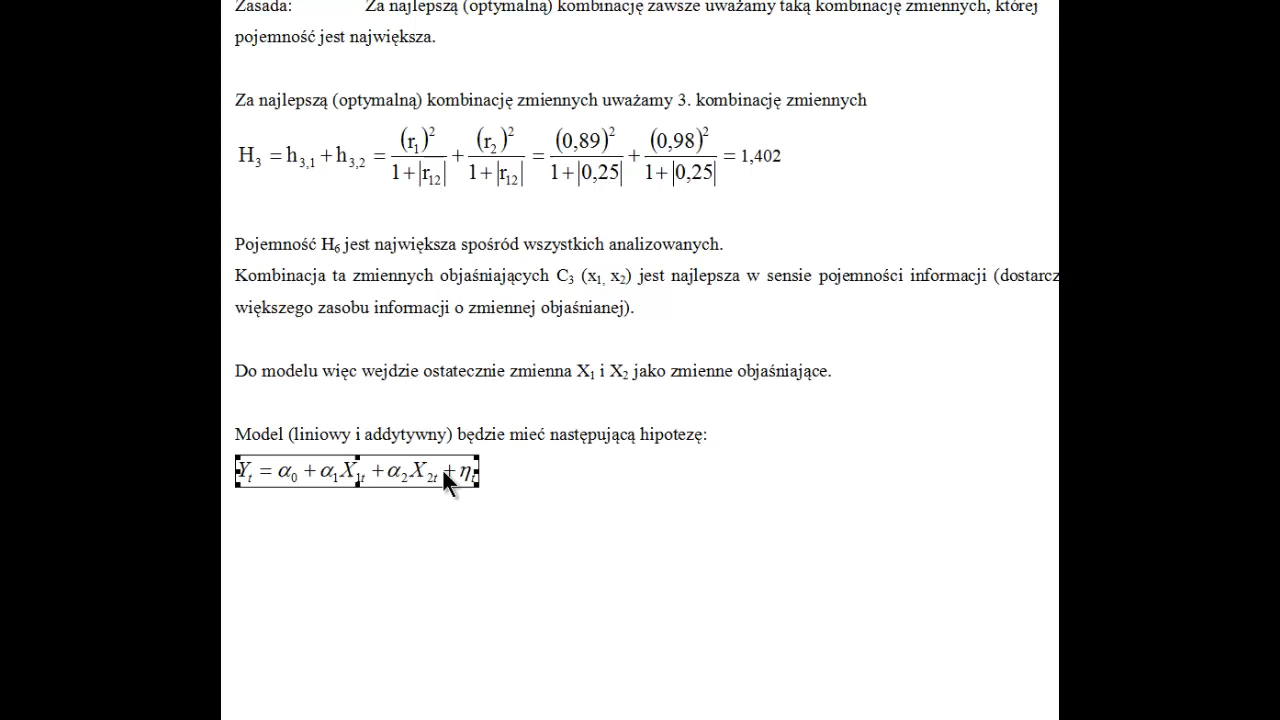 Zasada: Za najlepszą (optymalną) kombinację zawsze uważamy taką kombinację zmiennych, której
pojemność jest największa.
Za najlepszą (optymalną) kombinację zmiennych uważamy 3. kombinację zmiennych
H₃ = h₃,₁ + h₃,₂ = (r₁)²/(1+|r₁₂|) + (r₂)²/(1+|r₁₂|) = (0,89)²/(1+|0,25|) + (0,98)²/(1+|0,25|) = 1,402
Pojemność H₆ jest największa spośród wszystkich analizowanych.
Kombinacja ta zmiennych objaśniających C₃ (x₁, x₂) jest najlepsza w sensie pojemności informacji (dostarcz
większego zasobu informacji o zmiennej objaśnianej).
Do modelu więc wejdzie ostatecznie zmienna X₁ i X₂ jako zmienne objaśniające.
Model (liniowy i addytywny) będzie mieć następującą hipotezę:
Yₜ = α₀ + α₁X₁ₜ + α₂X₂ₜ + ηₜ